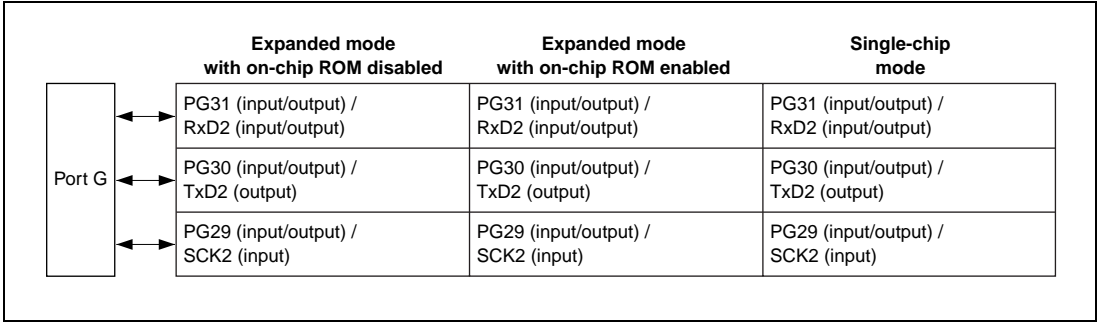 Expanded mode with on-chip ROM disabled
Expanded mode with on-chip ROM enabled
Single-chip mode
Port G
PG31 (input/output) /
RxD2 (input/output)
PG31 (input/output) /
RxD2 (input/output)
PG31 (input/output) /
RxD2 (input/output)
PG30 (input/output) /
TxD2 (output)
PG30 (input/output) /
TxD2 (output)
PG30 (input/output) /
TxD2 (output)
PG29 (input/output) /
SCK2 (input)
PG29 (input/output) /
SCK2 (input)
PG29 (input/output) /
SCK2 (input)